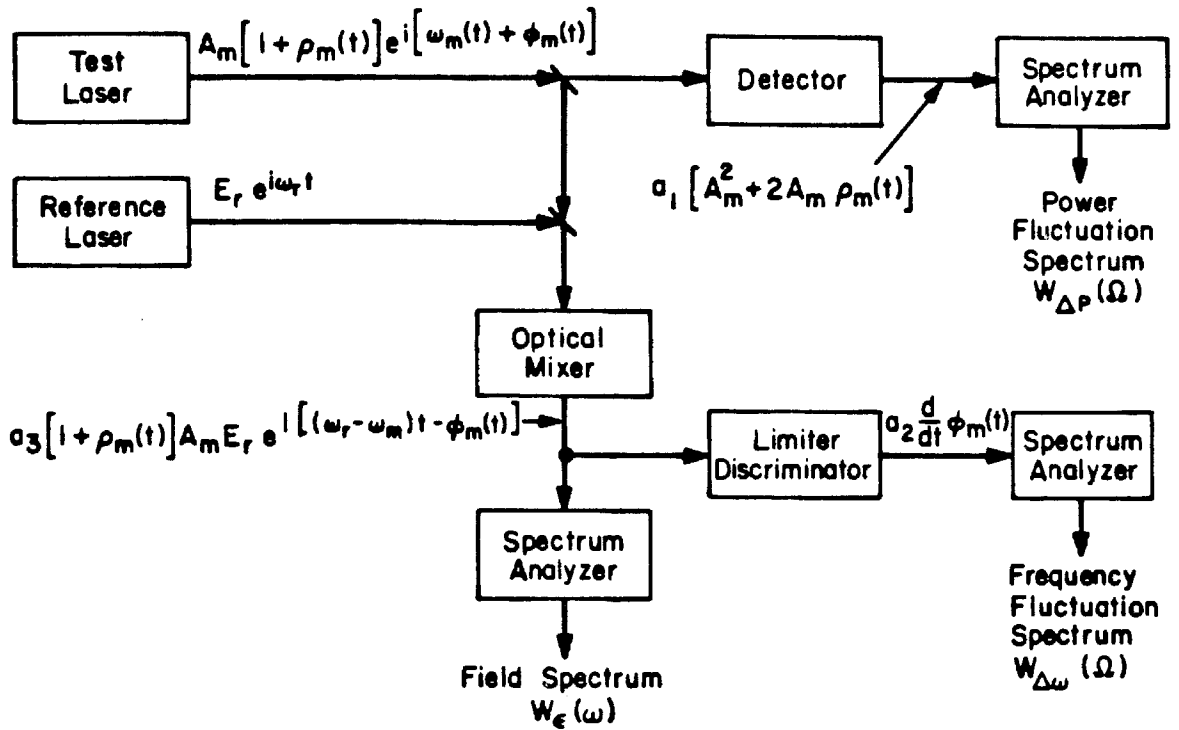 Test
Laser
A_m[1 + ρ_m(t)]e^{i[ω_m(t) + ϕ_m(t)]}
Detector
Spectrum
Analyzer
a_1[A_m^2 + 2A_m ρ_m(t)]
Power
Fluctuation
Spectrum
W_{ΔP}(Ω)
Reference
Laser
E_r e^{iω_r t}
Optical
Mixer
a_3[1 + ρ_m(t)]A_m E_r e^{i[(ω_r - ω_m)t - ϕ_m(t)]}
Limiter
Discriminator
a_2 d/dt ϕ_m(t)
Spectrum
Analyzer
Spectrum
Analyzer
Frequency
Fluctuation
Spectrum
W_{Δω}(Ω)
Field Spectrum
W_ϵ(ω)